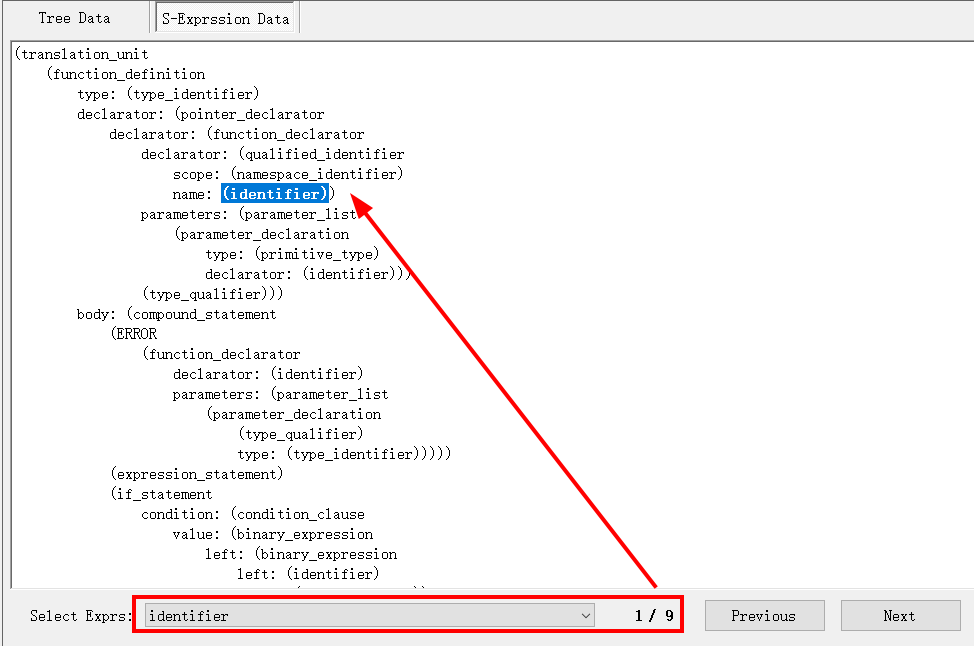 Tree Data
S-Exprssion Data
(translation_unit
(function_definition
type: (type_identifier)
declarator: (pointer_declarator
declarator: (function_declarator
declarator: (qualified_identifier
scope: (namespace_identifier)
name: (identifier))
parameters: (parameter_list
(parameter_declaration
type: (primitive_type)
declarator: (identifier)))
(type_qualifier)))
body: (compound_statement
(ERROR
(function_declarator
declarator: (identifier)
parameters: (parameter_list
(parameter_declaration
(type_qualifier)
type: (type_identifier)))))
(expression_statement)
(if_statement
condition: (condition_clause
value: (binary_expression
left: (binary_expression
left: (identifier)
Select Exprs: identifier 1 / 9 Previous Next